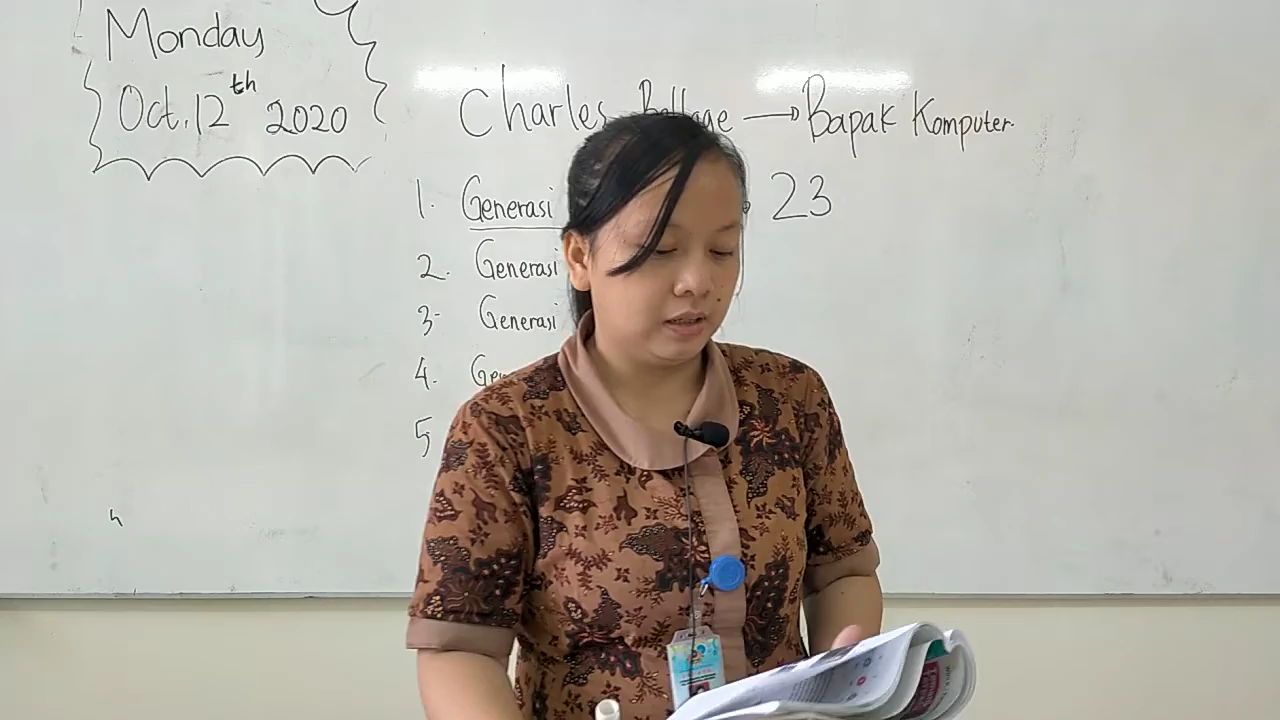 Monday
Oct, 12th 2020
Charles → Bapak Komputer
1. Generasi 23
2. Generasi
3. Generasi
4.
5